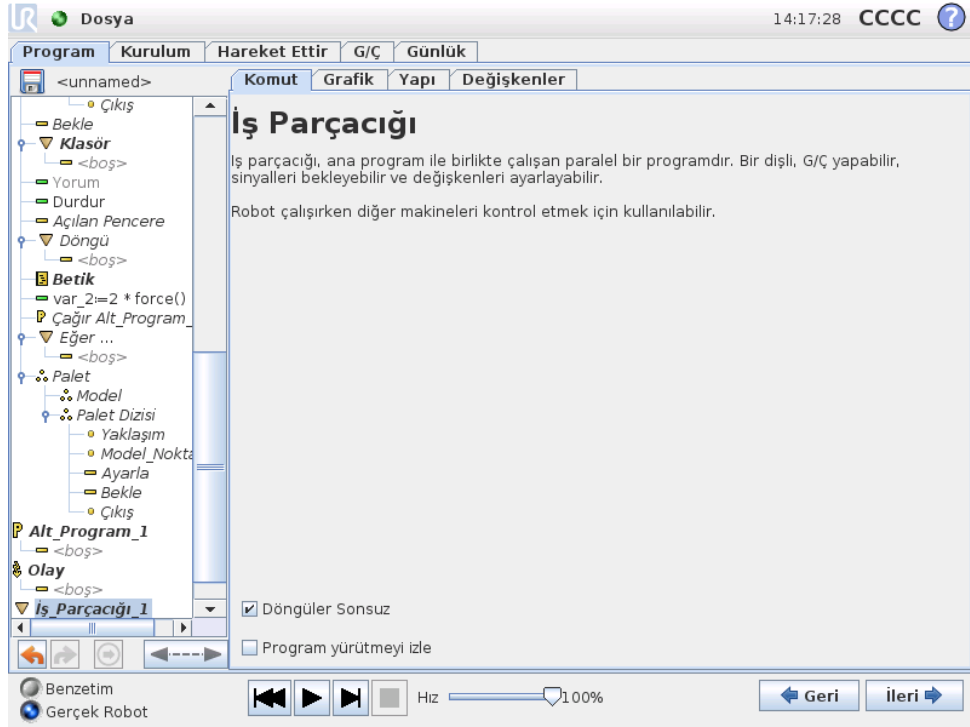 UR Dosya 14:17:28 CCCC ?
Program Kurulum Hareket Ettir G/Ç Günlük
<unnamed>
Komut Grafik Yapı Değişkenler
Çıkış
Bekle
Klasör
<boş>
Yorum
Durdur
Açılan Pencere
Döngü
<boş>
Betik
var_2:=2 * force()
Çağır Alt_Program_
Eğer ...
<boş>
Palet
Model
Palet Dizisi
Yaklaşım
Model_Nokta
Ayarla
Bekle
Çıkış
P Alt_Program_1
<boş>
Olay
<boş>
İş_Parçacığı_1
İş Parçacığı
Iş parçacığı, ana program ile birlikte çalışan paralel bir programdır. Bir dişli, G/Ç yapabilir,
sinyalleri bekleyebilir ve değişkenleri ayarlayabilir.
Robot çalışırken diğer makineleri kontrol etmek için kullanılabilir.
Döngüler Sonsuz
Program yürütmeyi izle
Benzetim
Gerçek Robot
Hız 100%
Geri İleri